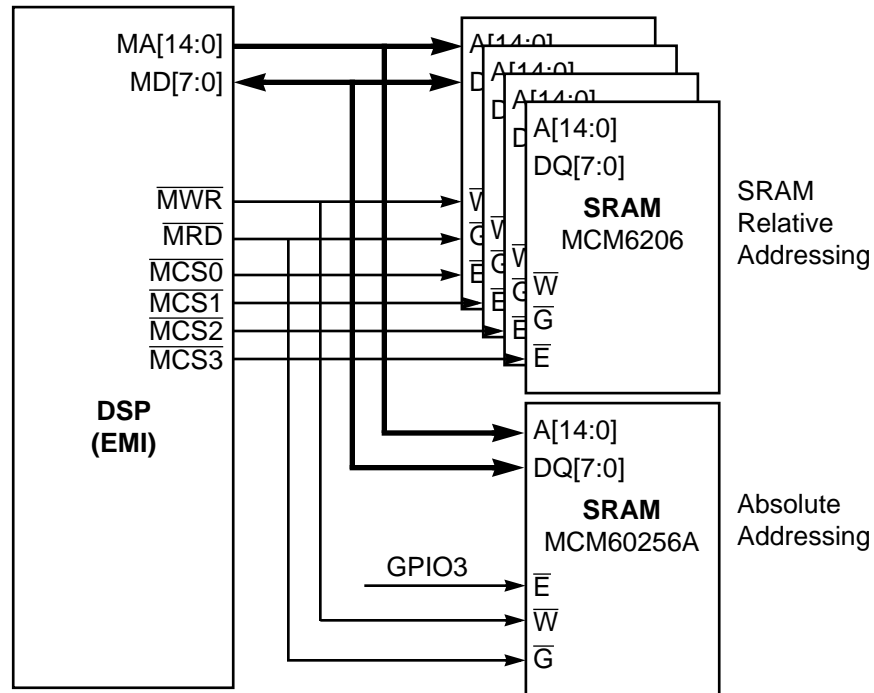 MA[14:0]
MD[7:0]
MWR
MRD
MCS0
MCS1
MCS2
MCS3
DSP
(EMI)
A[14:0]
D
W
G
E
A[14:0]
D
W
G
E
A[14:0]
D
W
G
E
A[14:0]
DQ[7:0]
SRAM
MCM6206
W
G
E
SRAM
Relative
Addressing
A[14:0]
DQ[7:0]
SRAM
MCM60256A
GPIO3
E
W
G
Absolute
Addressing